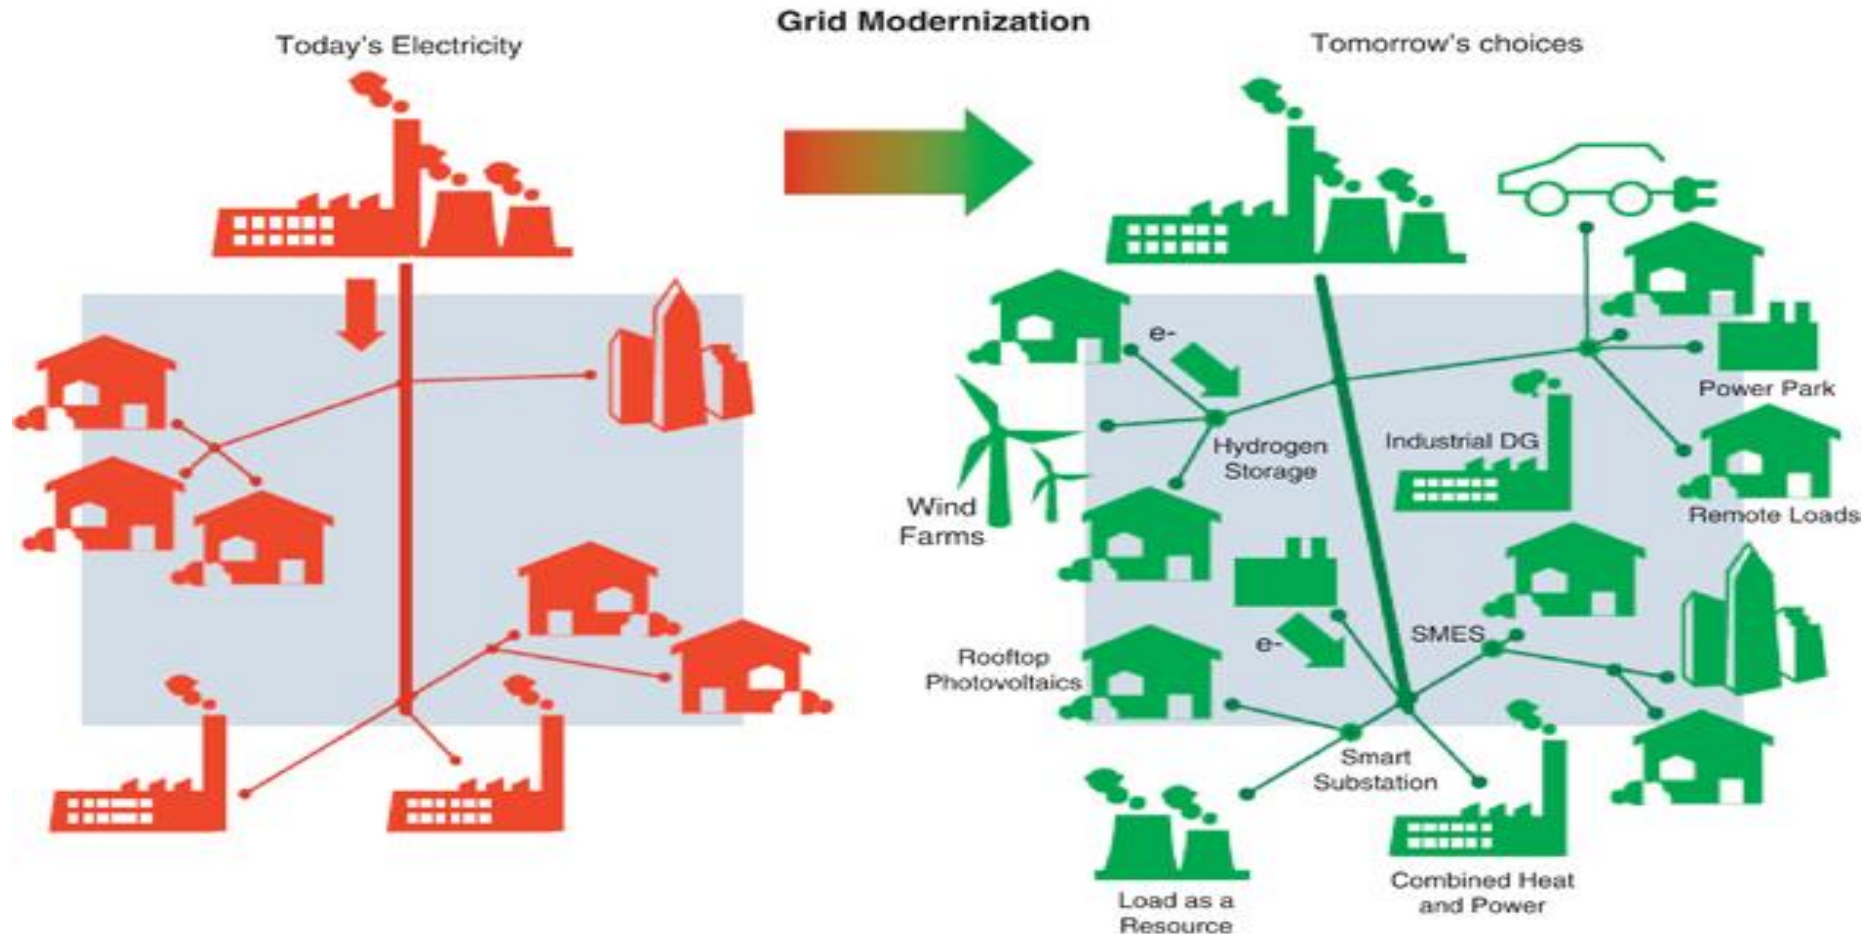 Grid Modernization
Today's Electricity
Tomorrow's choices
e-
Power Park
Hydrogen
Storage
Industrial DG
Wind
Farms
Remote Loads
SMES
e-
Rooftop
Photovoltaics
Smart
Substation
Load as a
Resource
Combined Heat
and Power